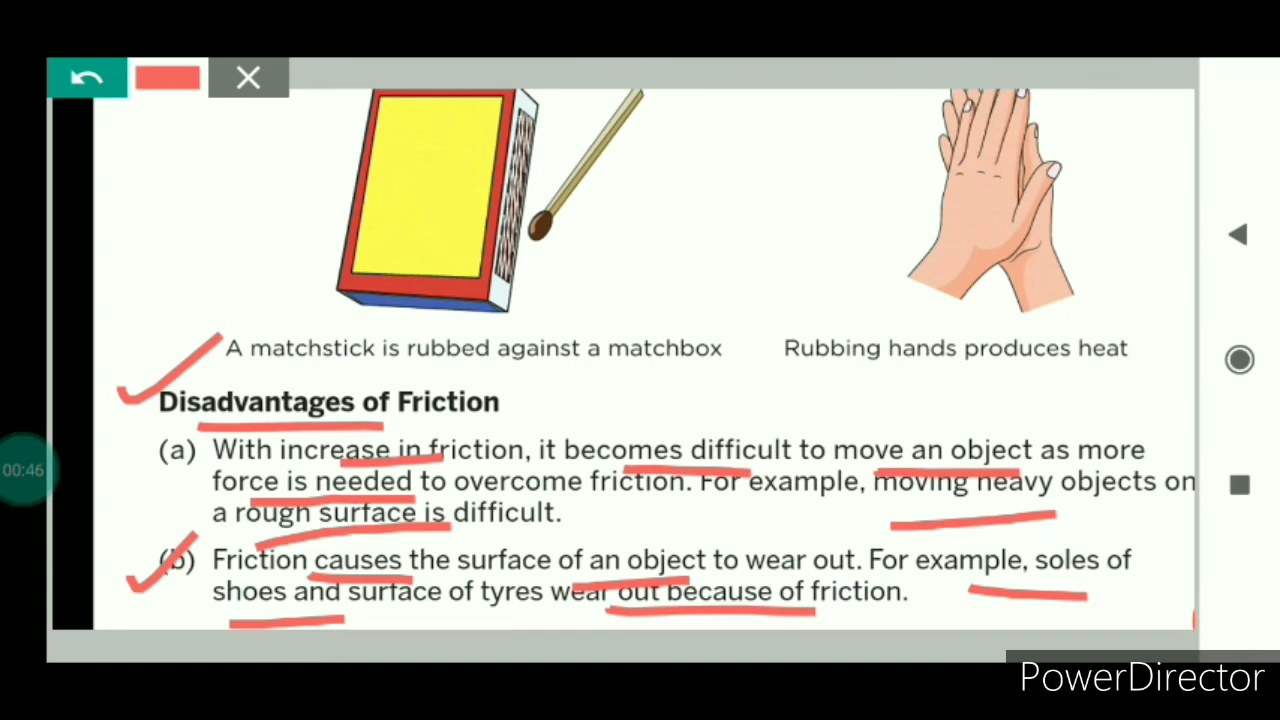 A matchstick is rubbed against a matchbox
Rubbing hands produces heat
Disadvantages of Friction
(a) With increase in friction, it becomes difficult to move an object as more
force is needed to overcome friction. For example, moving heavy objects on
a rough surface is difficult.
00:46
(b) Friction causes the surface of an object to wear out. For example, soles of
shoes and surface of tyres wear out because of friction.
PowerDirector